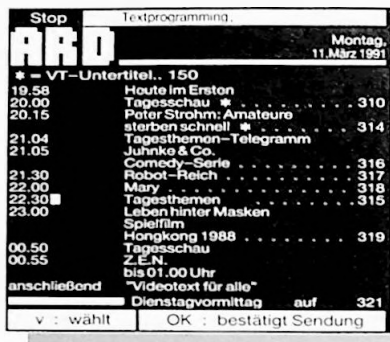 Stop Textprogramming.
ARD Montag,
11.März 1991
* = VT-Untertitel.. 150
19.58 Heute im Ersten
20.00 Tagesschau * . . . . . . . . 310
20.15 Peter Strohm: Amateure
sterben schnell * . . . . . . 314
21.04 Tagesthemen-Telegramm
21.05 Juhnke & Co.
Comedy-Serie . . . . . . . 316
21.30 Robot-Reich . . . . . . . . 317
22.00 Mary . . . . . . . . . . . . 318
22.30 Tagesthemen . . . . . . . . 315
23.00 Leben hinter Masken
Spielfilm
Hongkong 1988 . . . . . . . 319
00.50 Tagesschau
00.55 Z.E.N.
bis 01.00 Uhr
anschließend "Videotext für alle"
Dienstagvormittag auf 321
v : wählt OK : bestätigt Sendung